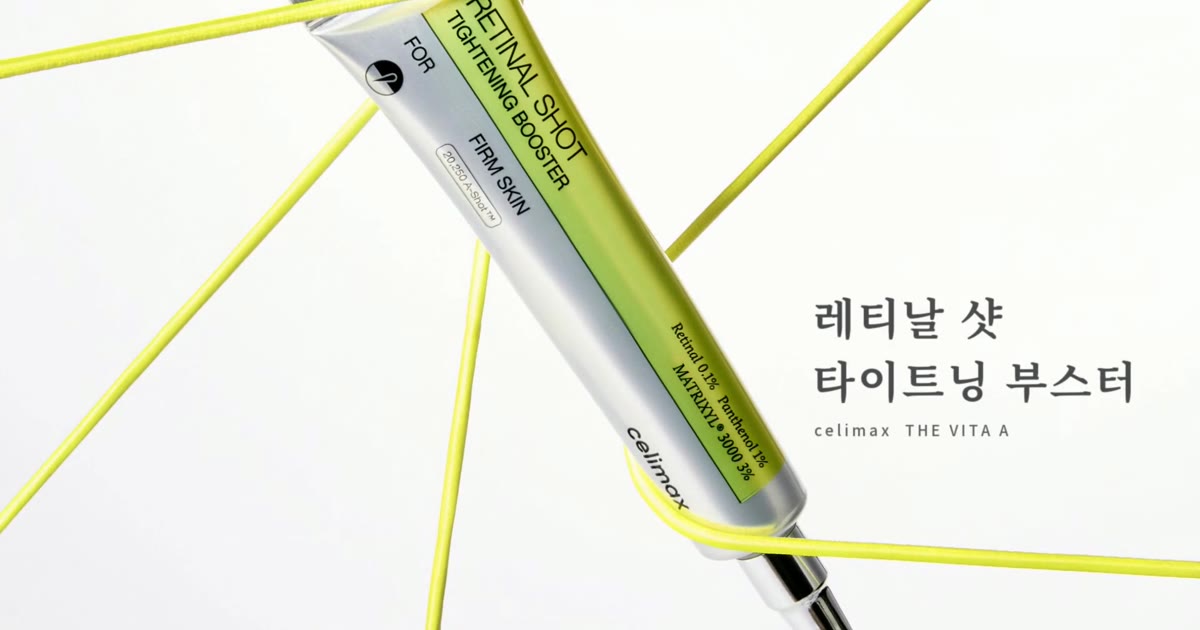 RETINAL SHOT
TIGHTENING BOOSTER
FOR
FIRM SKIN
20,250 A-Shot™
Retinal 0.1% Panthenol 1%
MATRIXYL® 3000 3%
celimax
레티날 샷
타이트닝 부스터
celimax THE VITA A